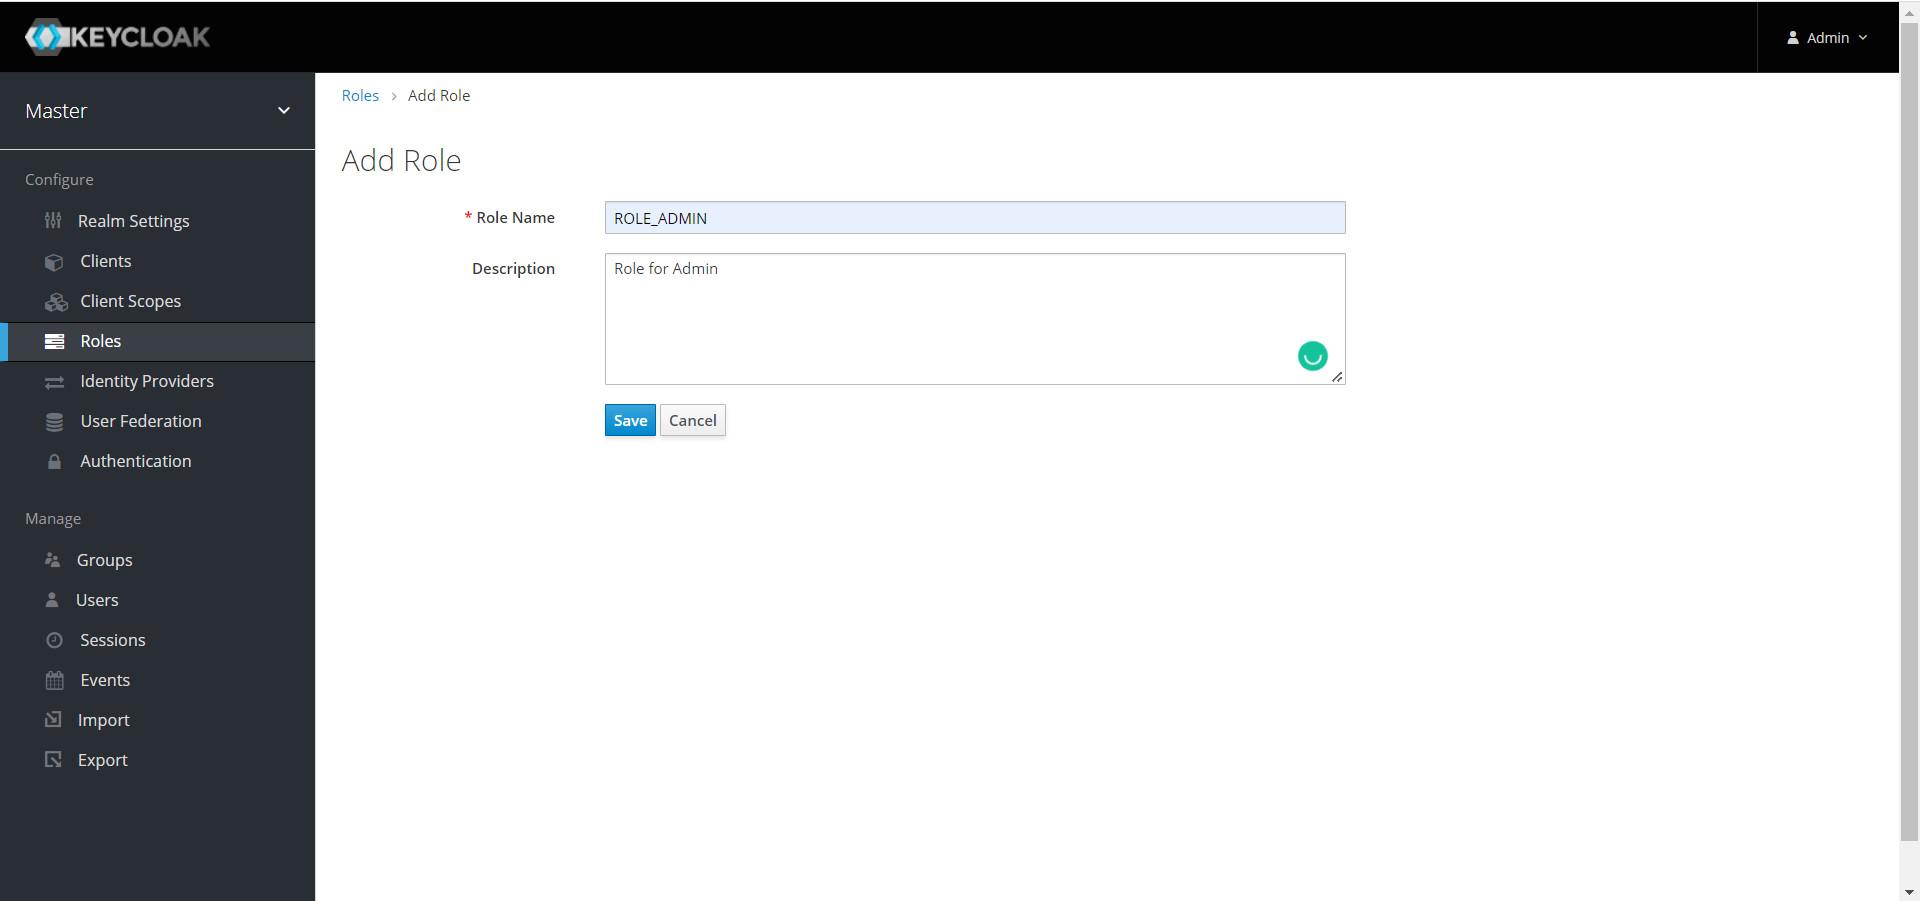 KEYCLOAK
Admin
Master
Configure
Realm Settings
Clients
Client Scopes
Roles
Identity Providers
User Federation
Authentication
Manage
Groups
Users
Sessions
Events
Import
Export
Roles > Add Role
Add Role
* Role Name ROLE_ADMIN
Description Role for Admin
Save Cancel